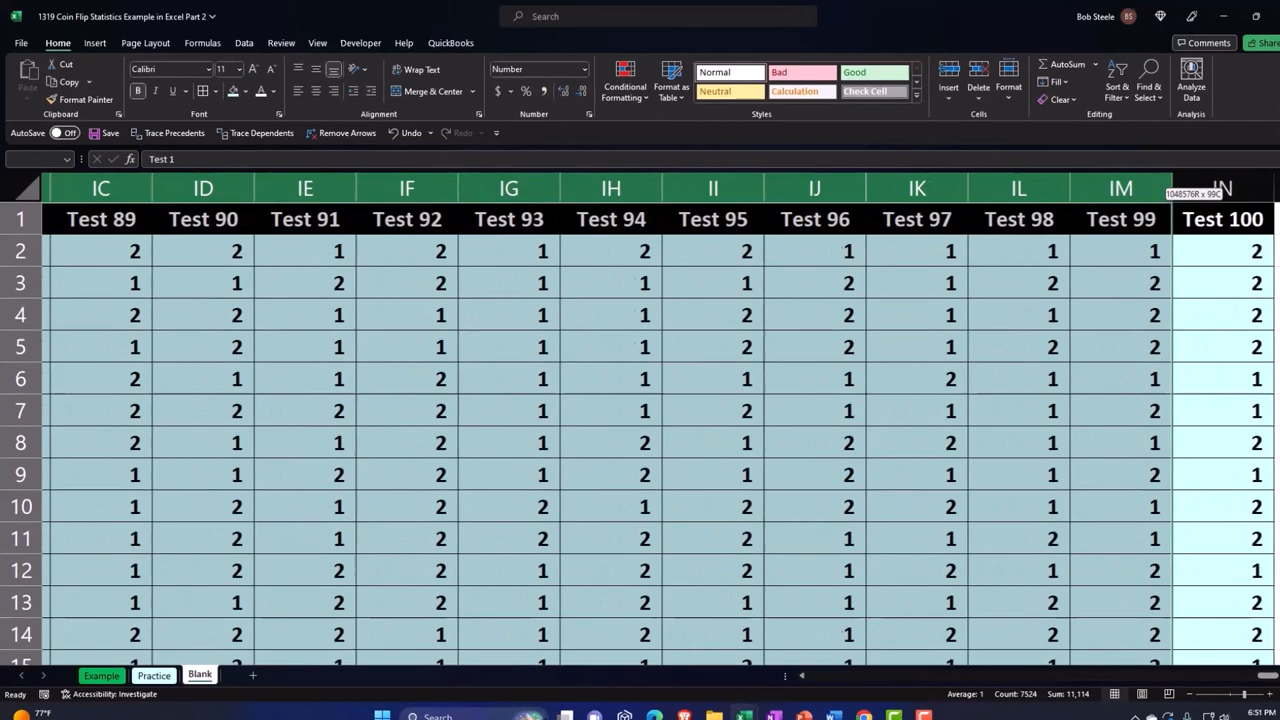 1319 Coin Flip Statistics Example in Excel Part 2
Search
Bob Steele
BS
File Home Insert Page Layout Formulas Data Review View Developer Help QuickBooks
Comments
Share
Cut
Copy
Format Painter
Paste
Clipboard
Calibri 11
B I U
Font
Wrap Text
Merge & Center
Alignment
Number
$ % ,
Number
Conditional Formatting
Format as Table
Normal Bad Good
Neutral Calculation Check Cell
Styles
Insert Delete Format
Cells
AutoSum
Fill
Clear
Sort & Filter
Find & Select
Editing
Analyze Data
Analysis
AutoSave Off Save Trace Precedents Trace Dependents Remove Arrows Undo Redo
fx Test 1
IC ID IE IF IG IH II IJ IK IL IM IN
1048576R x 99C
1 Test 89 Test 90 Test 91 Test 92 Test 93 Test 94 Test 95 Test 96 Test 97 Test 98 Test 99 Test 100
2 2 2 1 2 1 2 2 1 1 1 1 2
3 1 1 2 2 1 1 1 2 1 2 2 2
4 2 2 1 1 1 1 2 2 1 1 2 2
5 1 2 1 1 1 1 2 2 1 2 2 2
6 2 1 1 2 1 1 1 1 2 1 1 1
7 2 2 2 2 1 1 2 1 1 1 2 1
8 2 1 1 2 1 2 1 2 2 1 1 2
9 1 1 2 2 1 1 1 2 1 1 2 1
10 1 2 1 2 2 1 2 2 2 1 1 2
11 1 2 1 2 2 2 2 1 1 2 1 2
12 1 2 2 2 1 2 2 1 2 1 2 1
13 1 1 2 2 1 2 1 1 1 2 2 2
14 2 2 2 1 1 2 1 1 2 2 2 2
Example Practice Blank
Ready Accessibility: Investigate Average: 1 Count: 7524 Sum: 11,114
77°F
Search
6:51 PM